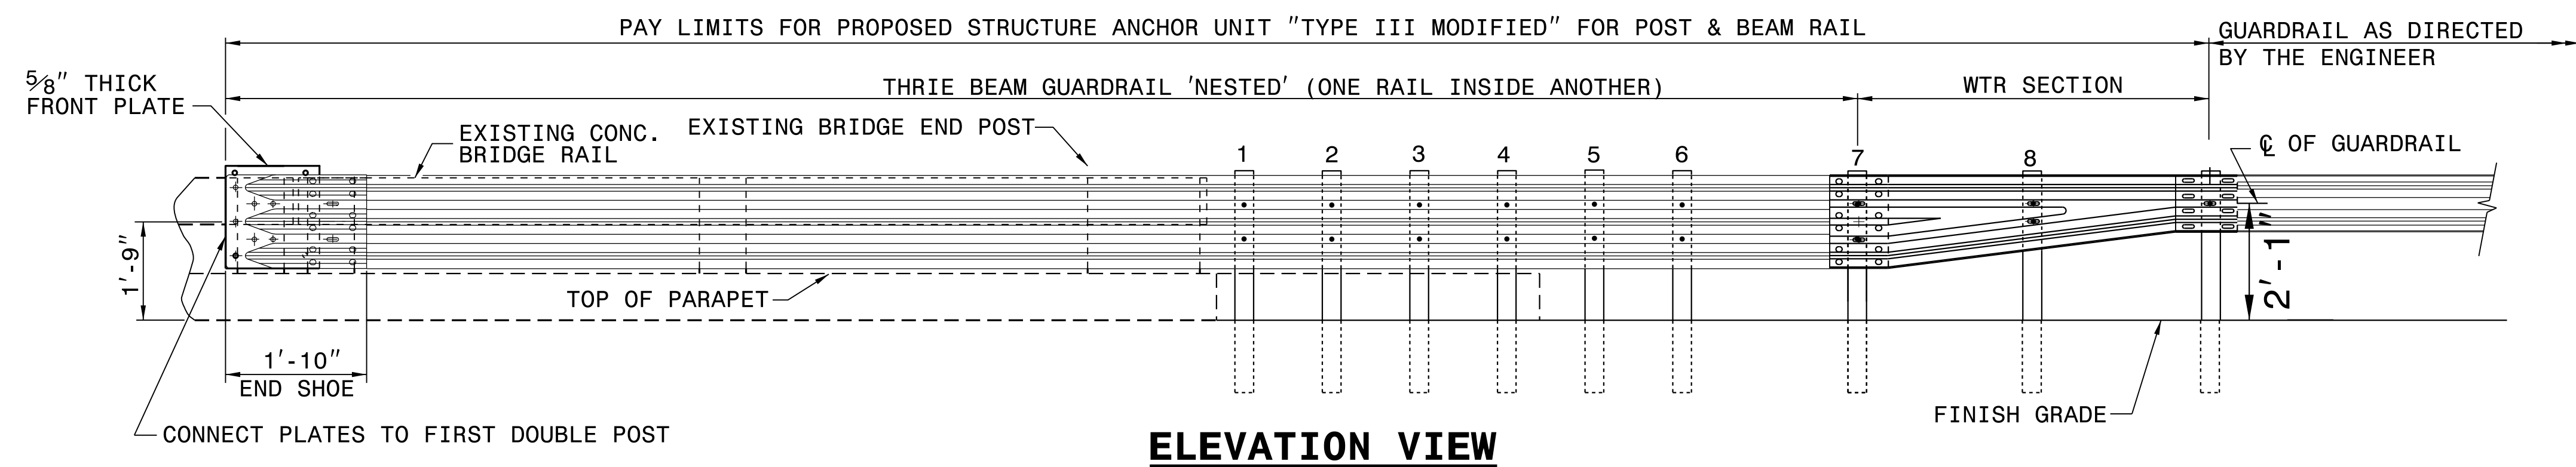 PAY LIMITS FOR PROPOSED STRUCTURE ANCHOR UNIT "TYPE III MODIFIED" FOR POST & BEAM RAIL
GUARDRAIL AS DIRECTED
BY THE ENGINEER
5/8" THICK
FRONT PLATE
THRIE BEAM GUARDRAIL 'NESTED' (ONE RAIL INSIDE ANOTHER)
WTR SECTION
EXISTING CONC.
BRIDGE RAIL
EXISTING BRIDGE END POST
℄ OF GUARDRAIL
1 2 3 4 5 6 7 8
1'-9"
2'-1"
TOP OF PARAPET
1'-10"
END SHOE
FINISH GRADE
CONNECT PLATES TO FIRST DOUBLE POST
ELEVATION VIEW